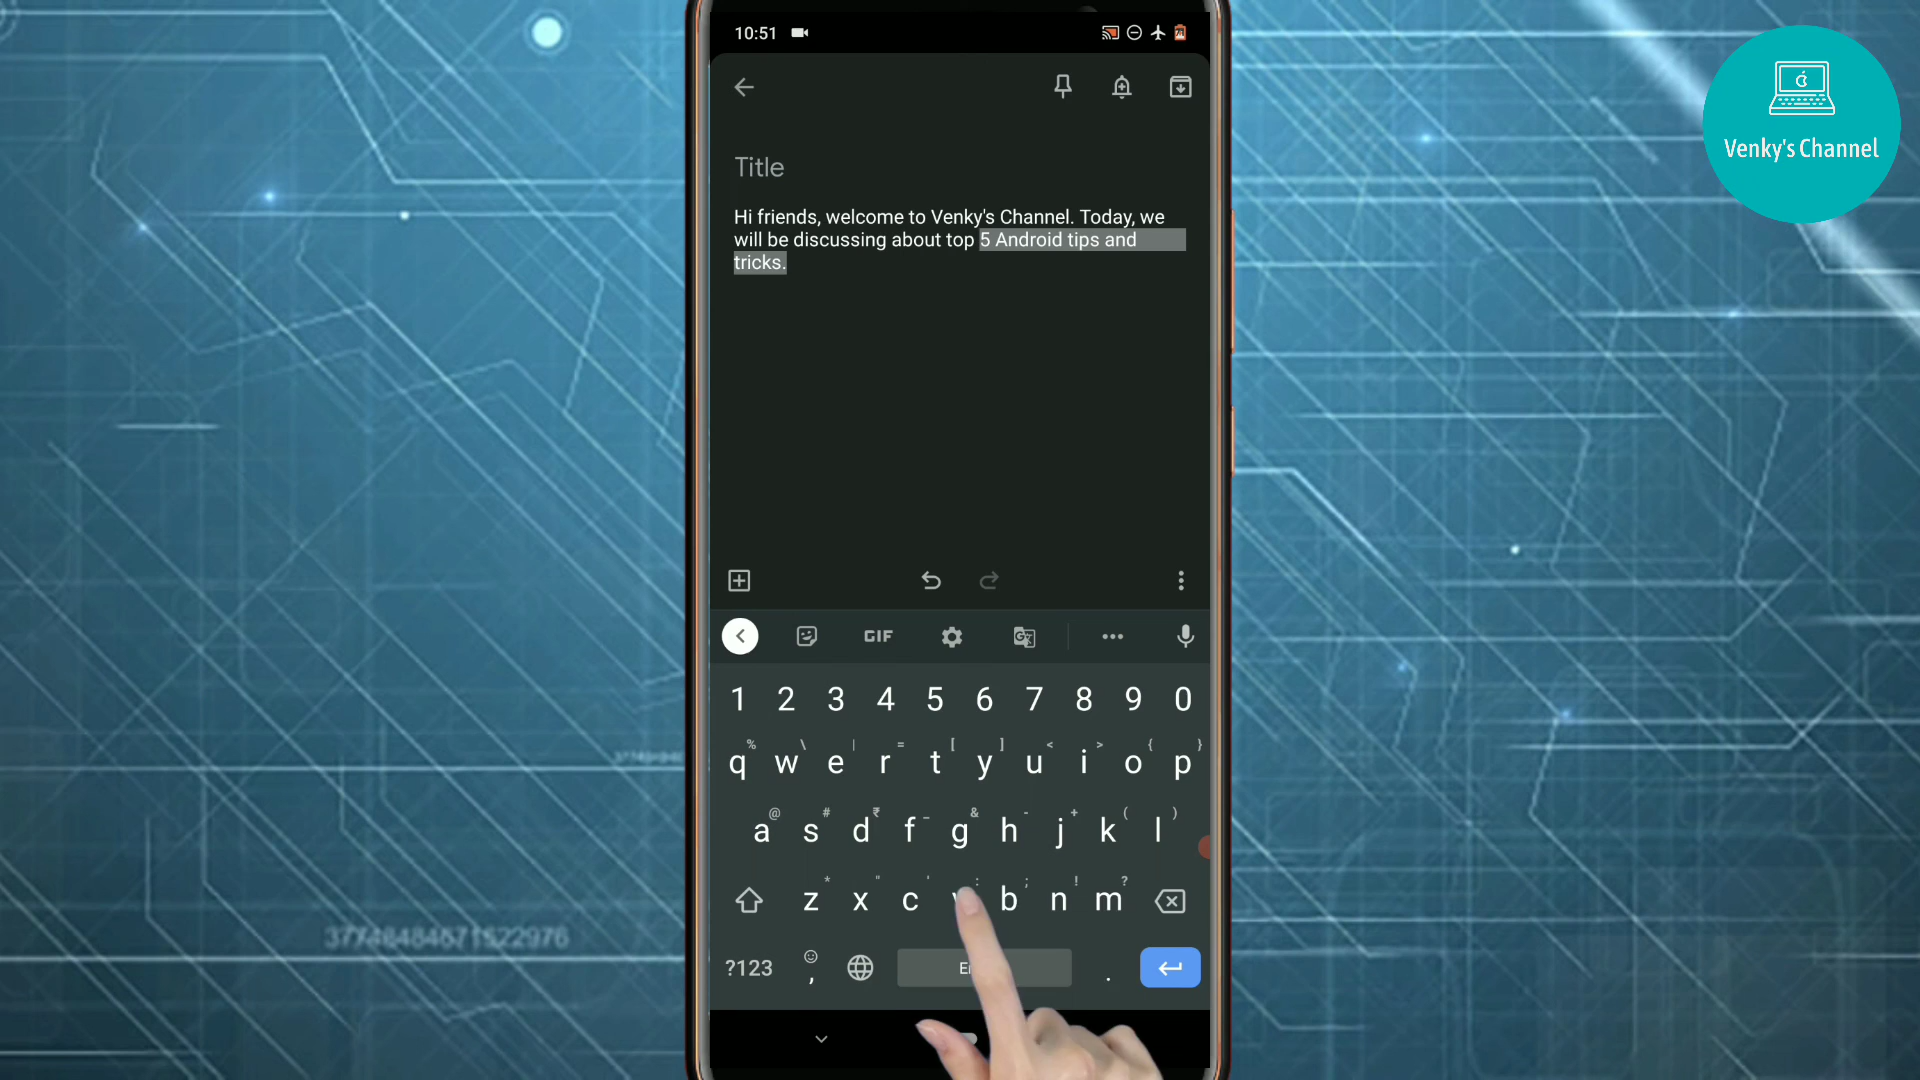 10:51
Venky's Channel
Title
Hi friends, welcome to Venky's Channel. Today, we
will be discussing about top 5 Android tips and
tricks.
GIF
1 2 3 4 5 6 7 8 9 0
% \ | = [ ] < > { }
q w e r t y u i o p
@ # ₹ _ & - + ( )
a s d f g h j k l
* " ' : ; ! ?
z x c v b n m
?123 , .
37748484671522976